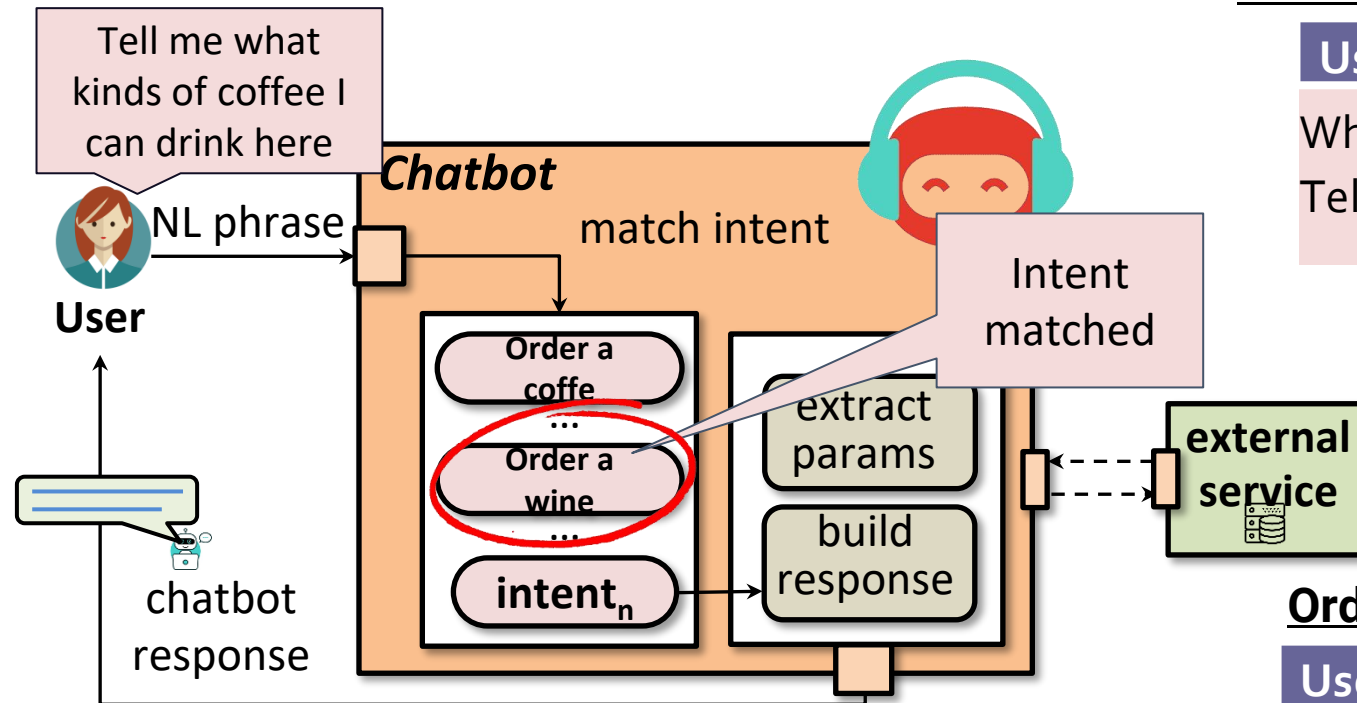 Tell me what
kinds of coffee I
can drink here
Chatbot
NL phrase
match intent
User
Intent
matched
Order a
coffe
...
Order a
wine
...
intentn
extract
params
build
response
external
service
chatbot
response